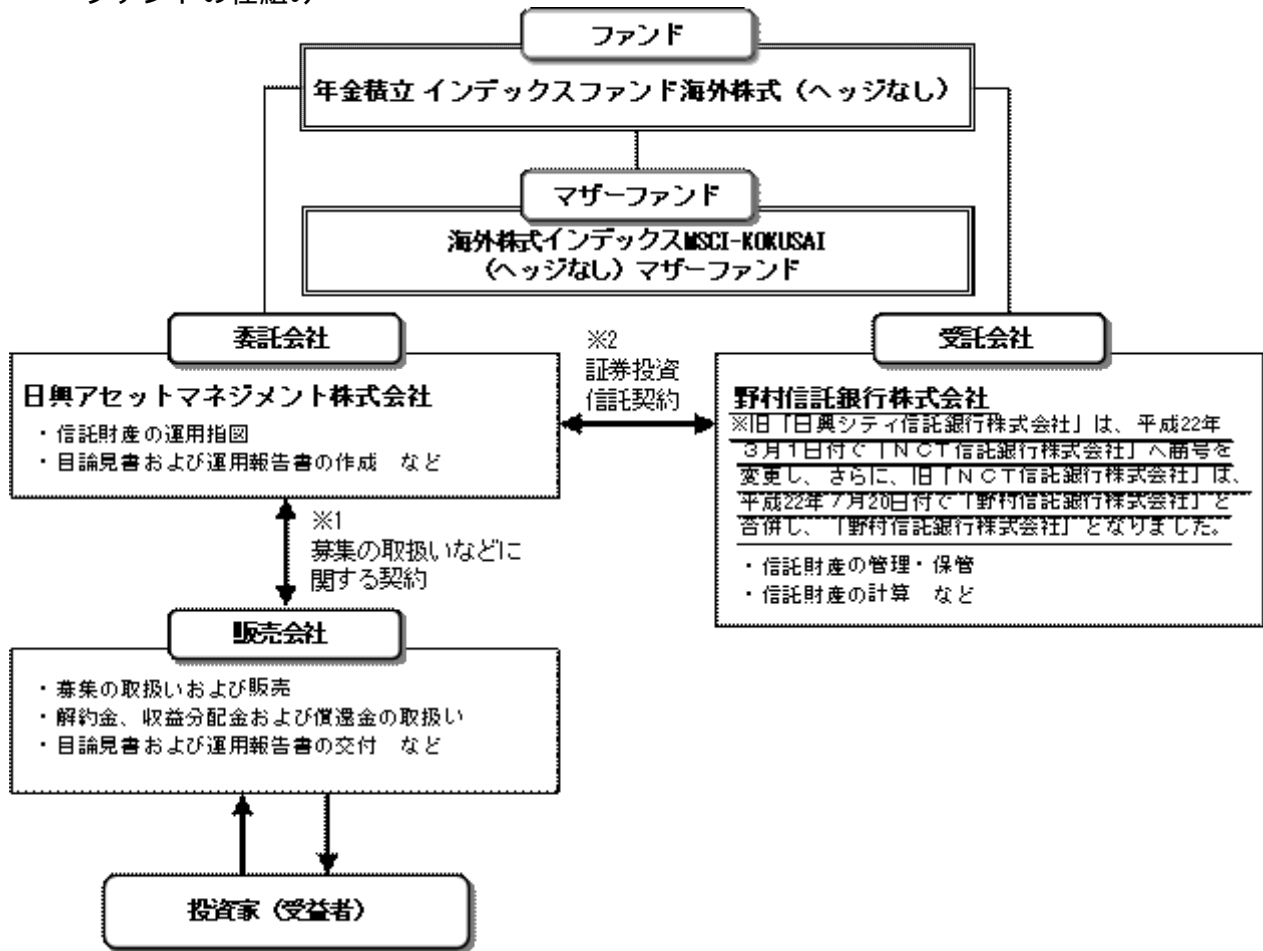 ファンドの仕組み
ファンド
年金積立 インデックスファンド海外株式（ヘッジなし）
マザーファンド
海外株式インデックスMSCI-KOKUSAI
（ヘッジなし）マザーファンド
委託会社
日興アセットマネジメント株式会社
・信託財産の運用指図
・目論見書および運用報告書の作成　など
※2
証券投資
信託契約
受託会社
野村信託銀行株式会社
※旧「日興シティ信託銀行株式会社」は、平成22年
３月１日付で「ＮＣＴ信託銀行株式会社」へ商号を
変更し、さらに、旧「ＮＣＴ信託銀行株式会社」は、
平成22年７月20日付で「野村信託銀行株式会社」と
合併し、「野村信託銀行株式会社」となりました。
・信託財産の管理・保管
・信託財産の計算　など
※1
募集の取扱いなどに
関する契約
販売会社
・募集の取扱いおよび販売
・解約金、収益分配金および償還金の取扱い
・目論見書および運用報告書の交付　など
投資家（受益者）